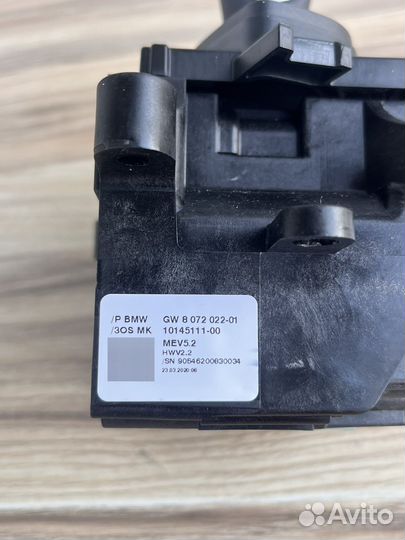 /P BMW GW 8 072 022-01
/3OS MK 10145111-00
MEV5.2
HWV2.2
/SN 90546200630034
23.03.2020 06
Avito